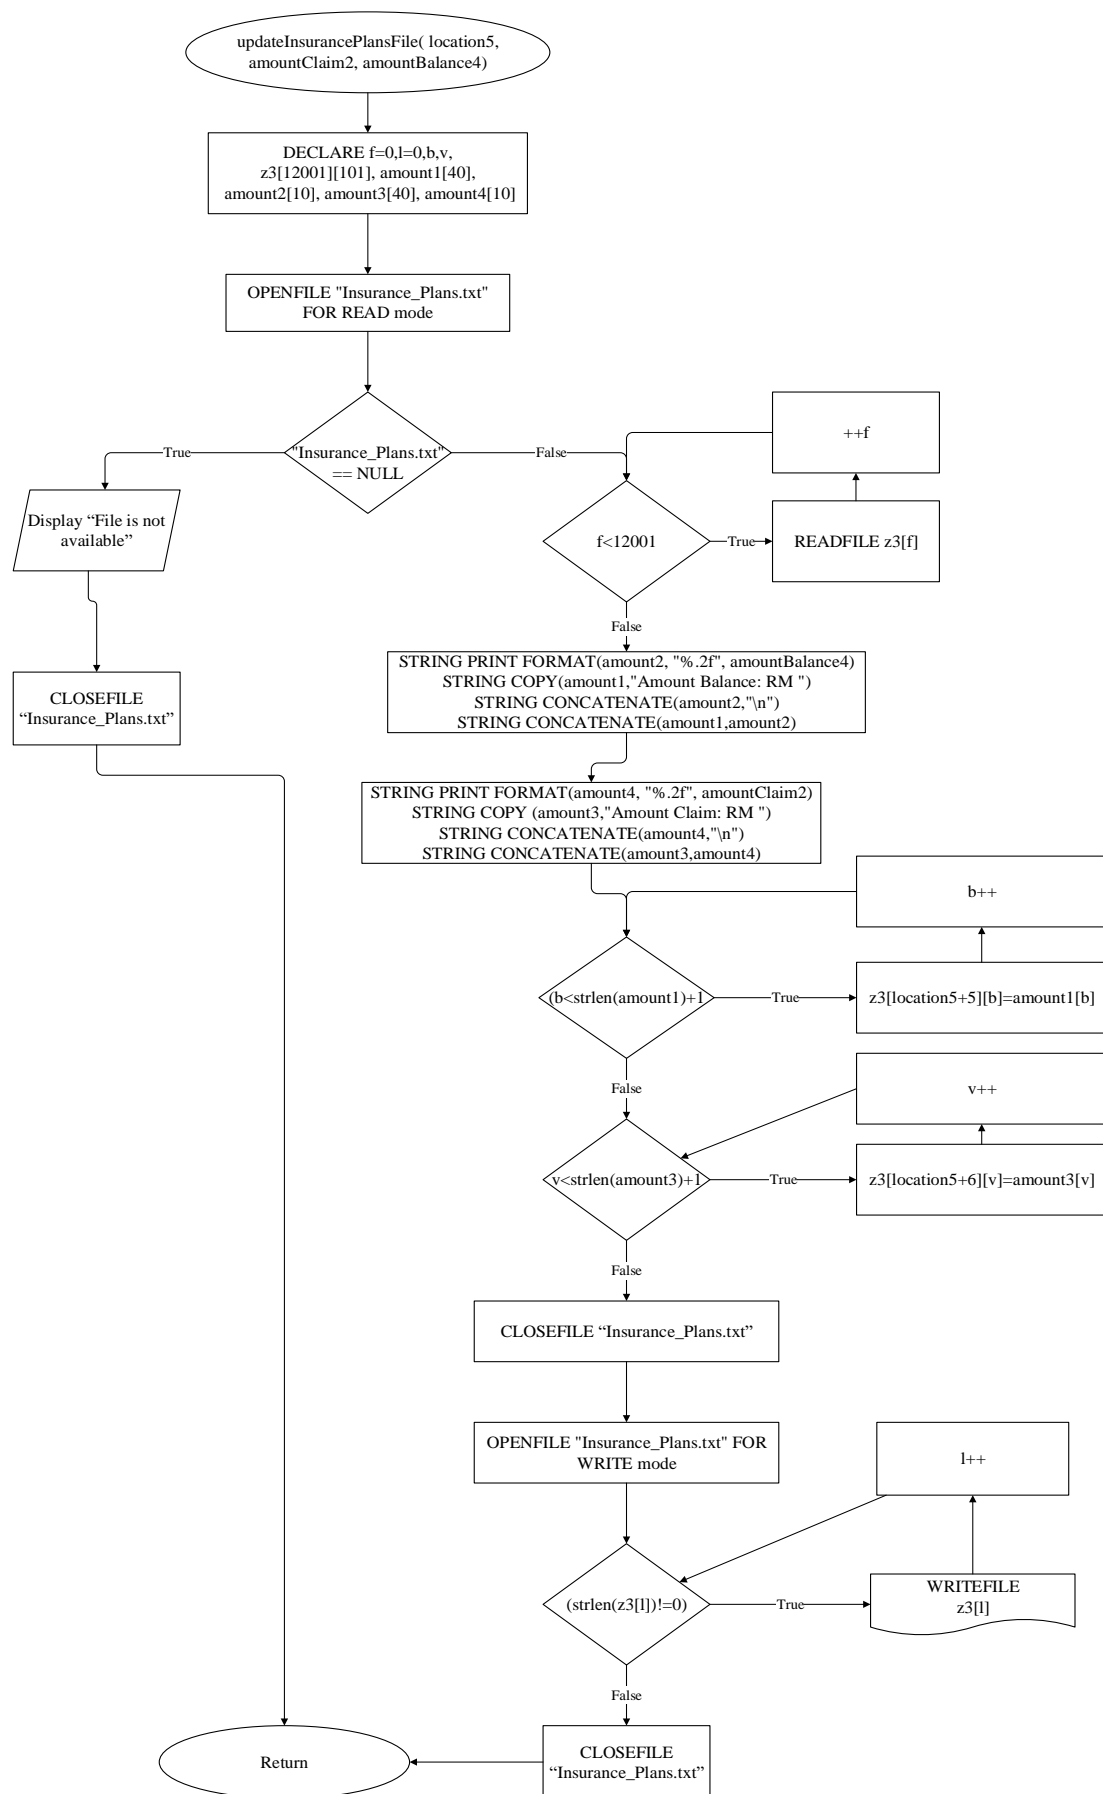 updateInsurancePlansFile( location5,
amountClaim2, amountBalance4)
DECLARE f=0,l=0,b,v,
z3[12001][101], amount1[40],
amount2[10], amount3[40], amount4[10]
OPENFILE "Insurance_Plans.txt"
FOR READ mode
"Insurance_Plans.txt"
== NULL
True
False
Display “File is not
available”
CLOSEFILE
“Insurance_Plans.txt”
++f
f<12001
True
READFILE z3[f]
False
STRING PRINT FORMAT(amount2, "%.2f", amountBalance4)
STRING COPY(amount1,"Amount Balance: RM ")
STRING CONCATENATE(amount2,"\n")
STRING CONCATENATE(amount1,amount2)
STRING PRINT FORMAT(amount4, "%.2f", amountClaim2)
STRING COPY (amount3,"Amount Claim: RM ")
STRING CONCATENATE(amount4,"\n")
STRING CONCATENATE(amount3,amount4)
b++
(b<strlen(amount1)+1
True
z3[location5+5][b]=amount1[b]
False
v++
v<strlen(amount3)+1
True
z3[location5+6][v]=amount3[v]
False
CLOSEFILE “Insurance_Plans.txt”
OPENFILE "Insurance_Plans.txt" FOR
WRITE mode
l++
(strlen(z3[l])!=0)
True
WRITEFILE
z3[l]
False
CLOSEFILE
“Insurance_Plans.txt”
Return